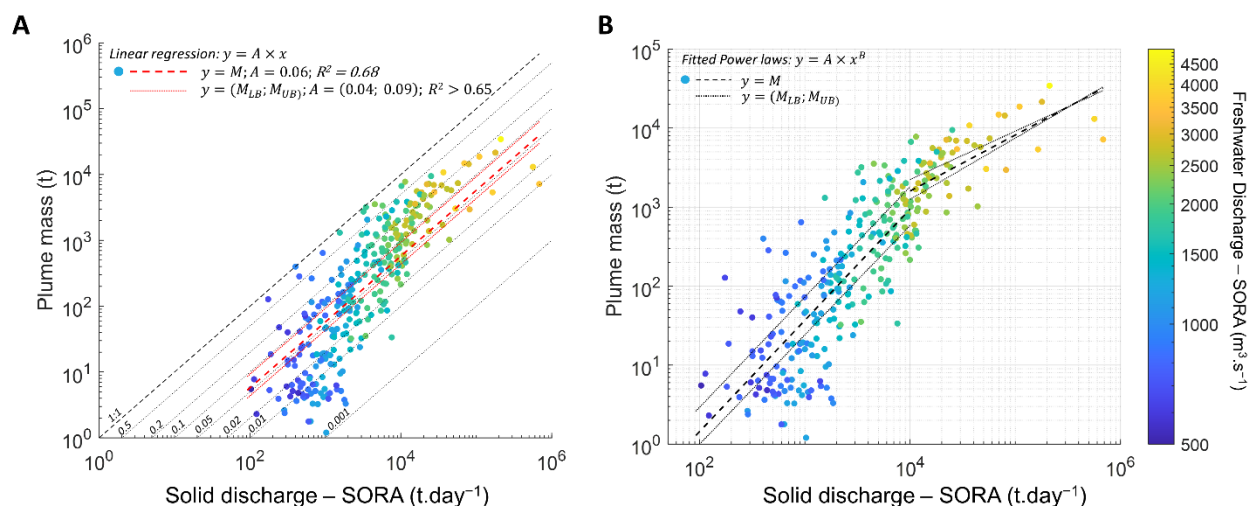 A
Linear regression: y = A × x
y = M; A = 0.06; R² = 0.68
y = (M_LB; M_UB); A = (0.04; 0.09); R² > 0.65
10⁶
10⁵
10⁴
10³
10²
10¹
10⁰
Plume mass (t)
1:1
0.5
0.2
0.1
0.05
0.02
0.01
0.001
10⁰
10²
10⁴
10⁶
Solid discharge – SORA (t.day⁻¹)
B
Fitted Power laws: y = A × x^B
y = M
y = (M_LB; M_UB)
10⁵
10⁴
10³
10²
10¹
10⁰
Plume mass (t)
10²
10⁴
10⁶
Solid discharge – SORA (t.day⁻¹)
4500
4000
3000
2000
1500
1000
500
Freshwater Discharge – SORA (m³.s⁻¹)